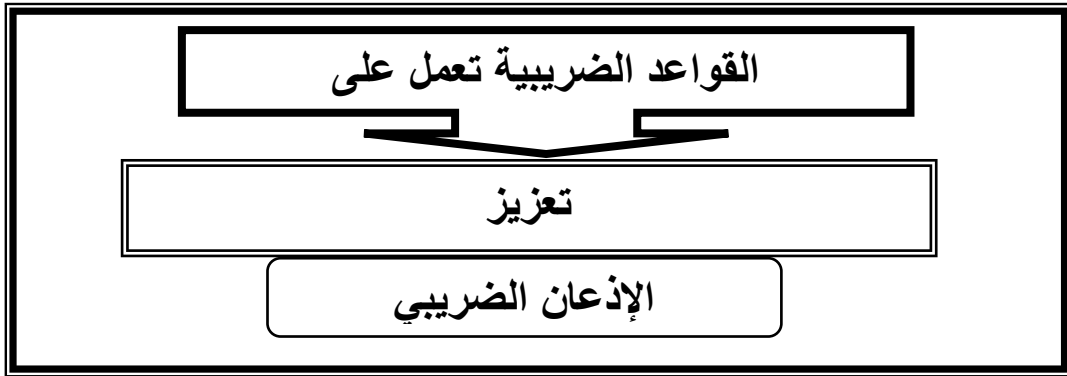 القواعد الضريبية تعمل على
تعزيز
الإذعان الضريبي